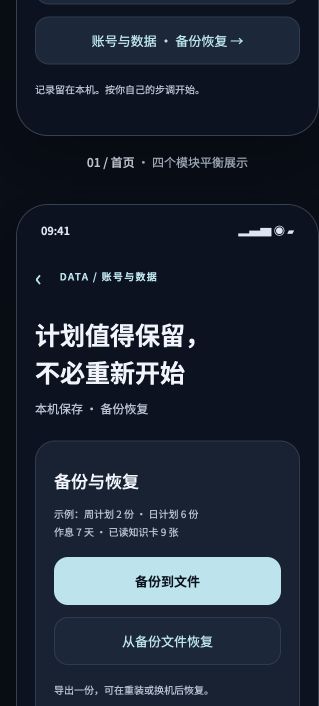 账号与数据 · 备份恢复 →
记录留在本机。按你自己的步调开始。
01 / 首页 · 四个模块平衡展示
09:41
‹ DATA / 账号与数据
计划值得保留，
不必重新开始
本机保存 · 备份恢复
备份与恢复
示例：周计划 2 份 · 日计划 6 份
作息 7 天 · 已读知识卡 9 张
备份到文件
从备份文件恢复
导出一份，可在重装或换机后恢复。